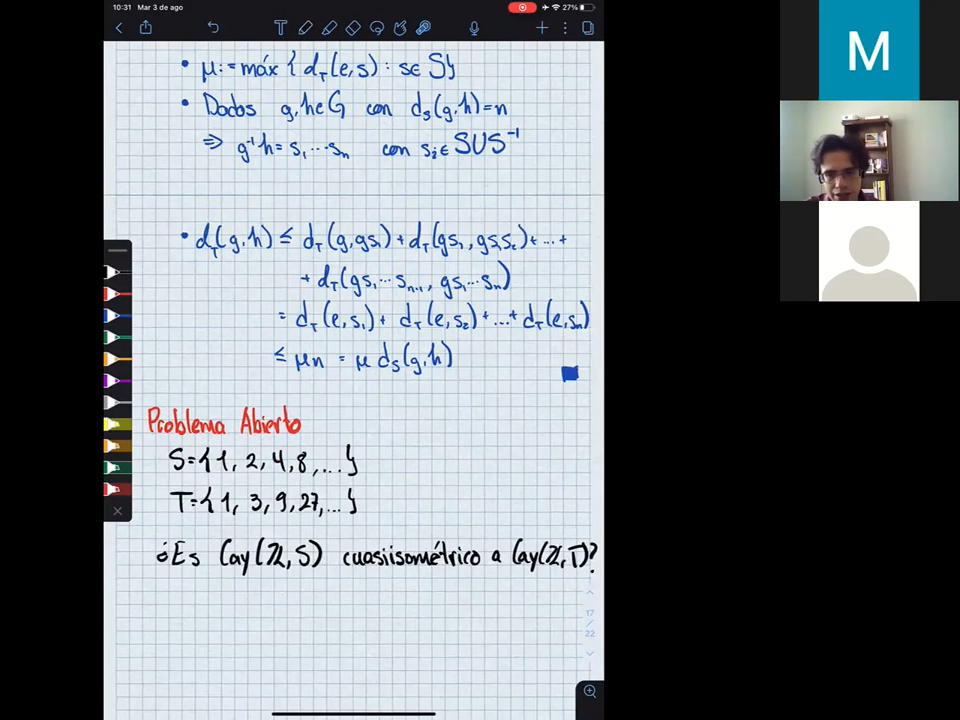 10:31 Mar 3 de ago
27%
• μ := máx { d_T(e,s) : s∈S}
• Dados g,h∈G con d_S(g,h)=n
⇒ g⁻¹h = s₁ ⋯ sₙ con sᵢ ∈ S∪S⁻¹
• d_T(g,h) ≤ d_T(g,gs₁) + d_T(gs₁, gs₁s₂) + ⋯ +
+ d_T(gs₁⋯sₙ₋₁, gs₁⋯sₙ)
= d_T(e,s₁) + d_T(e,s₂) + ⋯ + d_T(e,sₙ)
≤ μn = μ d_S(g,h)
Problema Abierto
S={1, 2, 4, 8, ...}
T={1, 3, 9, 27, ...}
¿Es Cay(ℤ,S) cuasiisométrico a Cay(ℤ,T)?
17
/
22
M